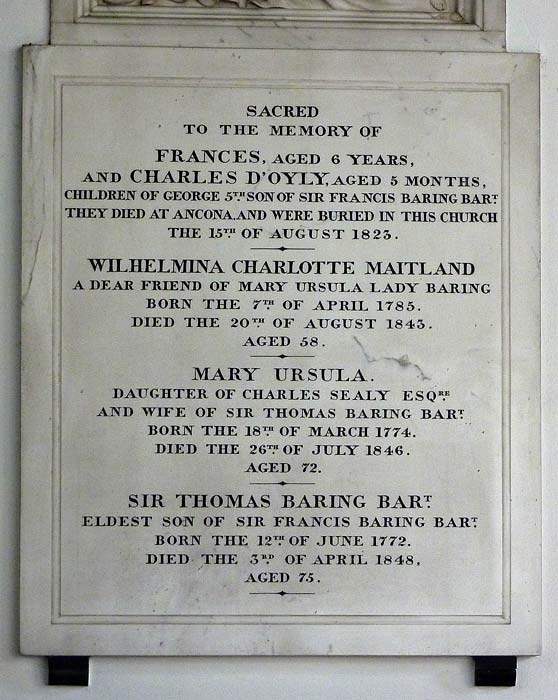 SACRED
TO THE MEMORY OF
FRANCES, AGED 6 YEARS,
AND CHARLES D'OYLY, AGED 5 MONTHS,
CHILDREN OF GEORGE 5TH SON OF SIR FRANCIS BARING BART
THEY DIED AT ANCONA, AND WERE BURIED IN THIS CHURCH
THE 15TH OF AUGUST 1823.
WILHELMINA CHARLOTTE MAITLAND
A DEAR FRIEND OF MARY URSULA LADY BARING
BORN THE 7TH OF APRIL 1785.
DIED THE 20TH OF AUGUST 1843.
AGED 58.
MARY URSULA.
DAUGHTER OF CHARLES SEALY ESQRE
AND WIFE OF SIR THOMAS BARING BART
BORN THE 18TH OF MARCH 1774.
DIED THE 26TH OF JULY 1846.
AGED 72.
SIR THOMAS BARING BART
ELDEST SON OF SIR FRANCIS BARING BART
BORN THE 12TH OF JUNE 1772.
DIED THE 3RD OF APRIL 1848,
AGED 75.